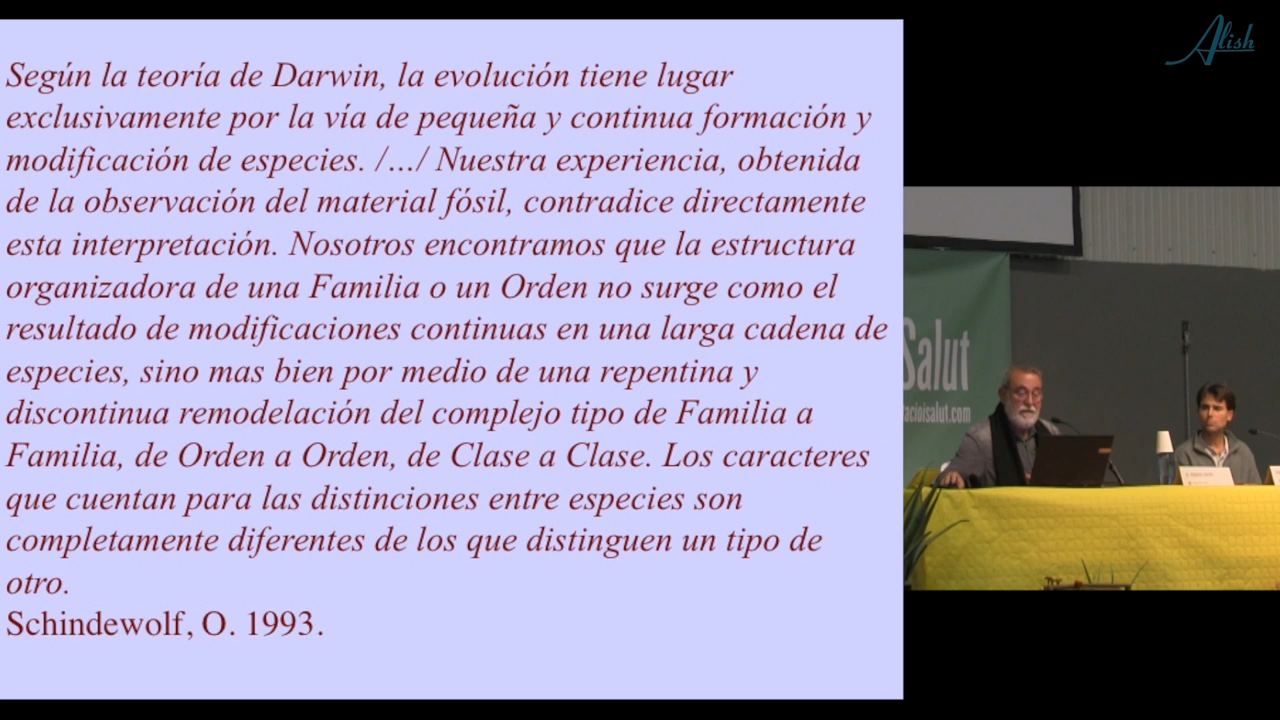 Según la teoría de Darwin, la evolución tiene lugar
exclusivamente por la vía de pequeña y continua formación y
modificación de especies. /.../ Nuestra experiencia, obtenida
de la observación del material fósil, contradice directamente
esta interpretación. Nosotros encontramos que la estructura
organizadora de una Familia o un Orden no surge como el
resultado de modificaciones continuas en una larga cadena de
especies, sino mas bien por medio de una repentina y
discontinua remodelación del complejo tipo de Familia a
Familia, de Orden a Orden, de Clase a Clase. Los caracteres
que cuentan para las distinciones entre especies son
completamente diferentes de los que distinguen un tipo de
otro.
Schindewolf, O. 1993.
Alish
Salut
acioisalut.com